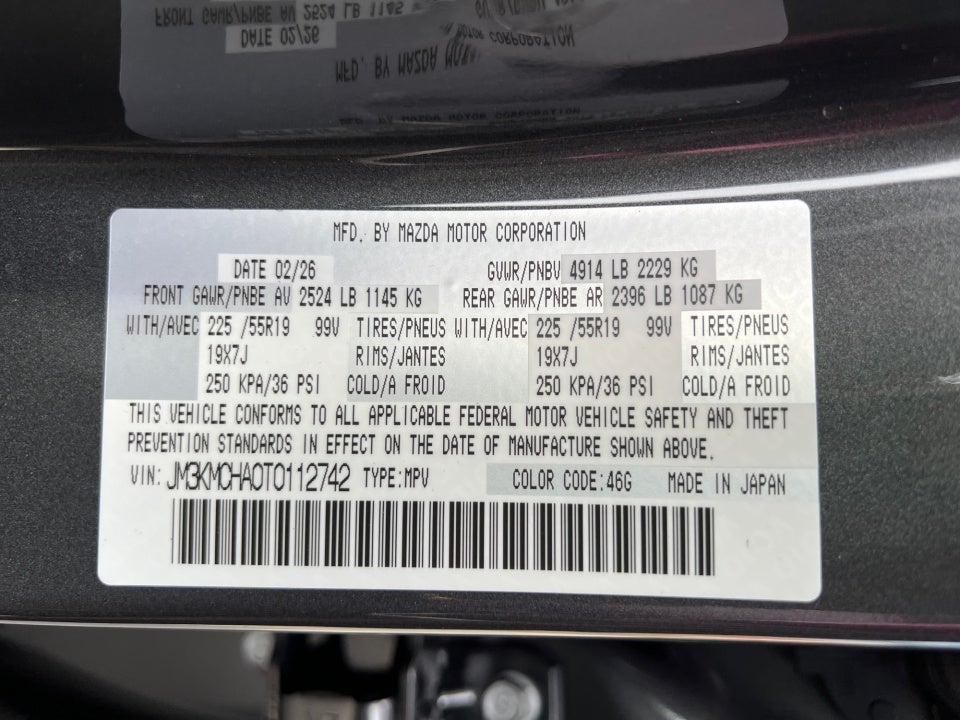 MFD. BY MAZDA MOTOR CORPORATION
DATE 02/26 GVWR/PNBV 4914 LB 2229 KG
FRONT GAWR/PNBE AV 2524 LB 1145 KG REAR GAWR/PNBE AR 2396 LB 1087 KG
WITH/AVEC 225 /55R19 99V TIRES/PNEUS WITH/AVEC 225 /55R19 99V TIRES/PNEUS
19X7J RIMS/JANTES 19X7J RIMS/JANTES
250 KPA/36 PSI COLD/A FROID 250 KPA/36 PSI COLD/A FROID
THIS VEHICLE CONFORMS TO ALL APPLICABLE FEDERAL MOTOR VEHICLE SAFETY AND THEFT
PREVENTION STANDARDS IN EFFECT ON THE DATE OF MANUFACTURE SHOWN ABOVE.
VIN: JM3KMCHA0T0112742 TYPE:MPV COLOR CODE:46G MADE IN JAPAN